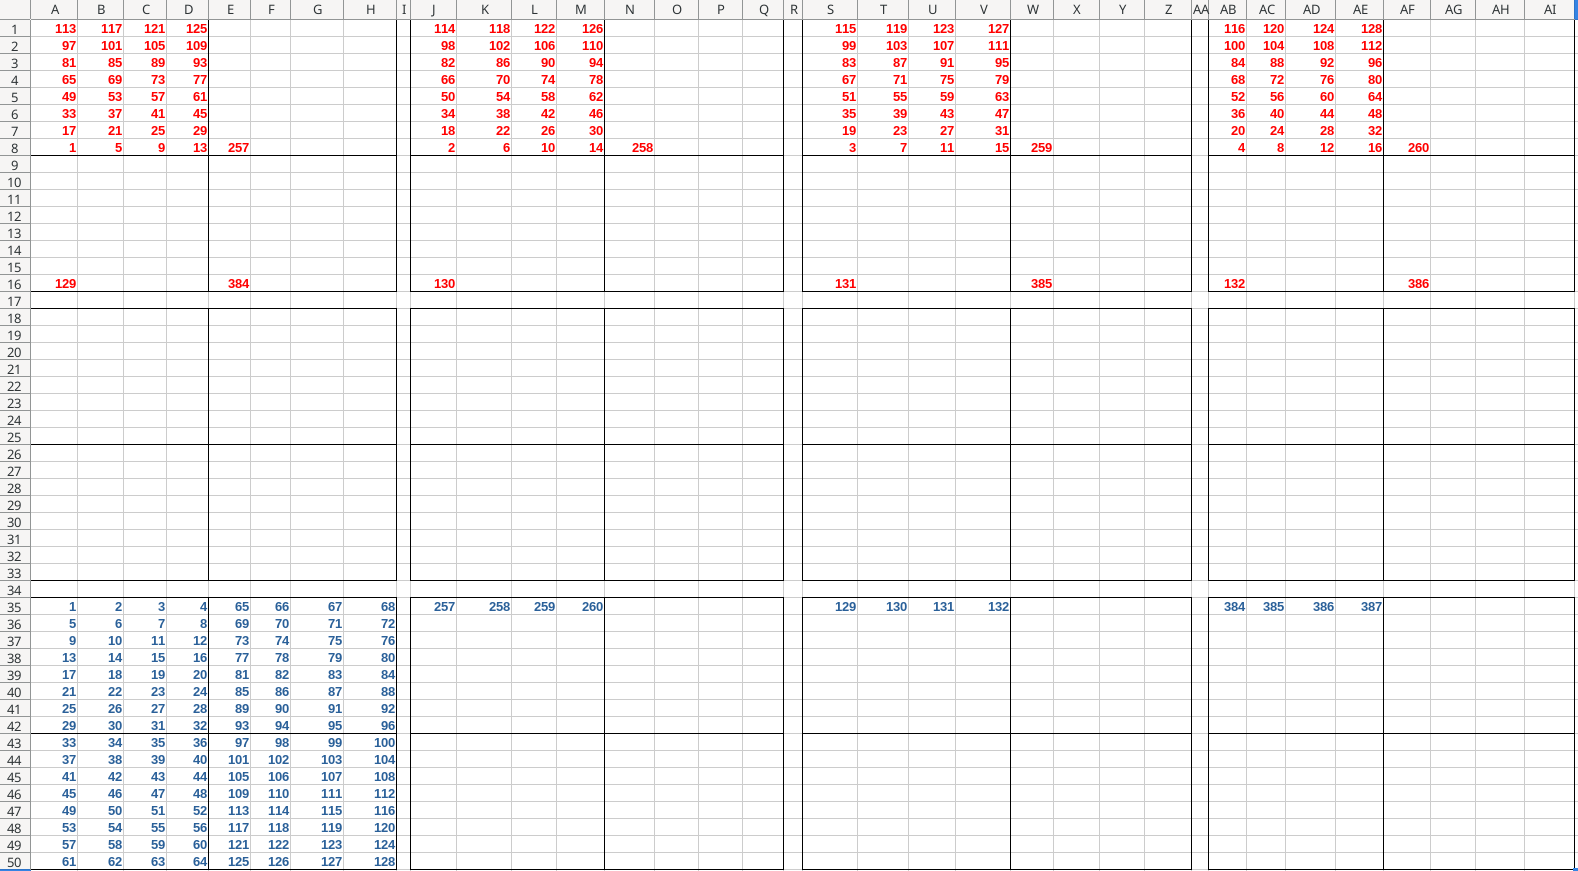 A B C D E F G H I J K L M N O P Q R S T U V W X Y Z AA AB AC AD AE AF AG AH AI
1 113 117 121 125 114 118 122 126 115 119 123 127 116 120 124 128
2 97 101 105 109 98 102 106 110 99 103 107 111 100 104 108 112
3 81 85 89 93 82 86 90 94 83 87 91 95 84 88 92 96
4 65 69 73 77 66 70 74 78 67 71 75 79 68 72 76 80
5 49 53 57 61 50 54 58 62 51 55 59 63 52 56 60 64
6 33 37 41 45 34 38 42 46 35 39 43 47 36 40 44 48
7 17 21 25 29 18 22 26 30 19 23 27 31 20 24 28 32
8 1 5 9 13 257 2 6 10 14 258 3 7 11 15 259 4 8 12 16 260
9
10
11
12
13
14
15
16 129 384 130 131 385 132 386
17
18
19
20
21
22
23
24
25
26
27
28
29
30
31
32
33
34
35 1 2 3 4 65 66 67 68 257 258 259 260 129 130 131 132 384 385 386 387
36 5 6 7 8 69 70 71 72
37 9 10 11 12 73 74 75 76
38 13 14 15 16 77 78 79 80
39 17 18 19 20 81 82 83 84
40 21 22 23 24 85 86 87 88
41 25 26 27 28 89 90 91 92
42 29 30 31 32 93 94 95 96
43 33 34 35 36 97 98 99 100
44 37 38 39 40 101 102 103 104
45 41 42 43 44 105 106 107 108
46 45 46 47 48 109 110 111 112
47 49 50 51 52 113 114 115 116
48 53 54 55 56 117 118 119 120
49 57 58 59 60 121 122 123 124
50 61 62 63 64 125 126 127 128